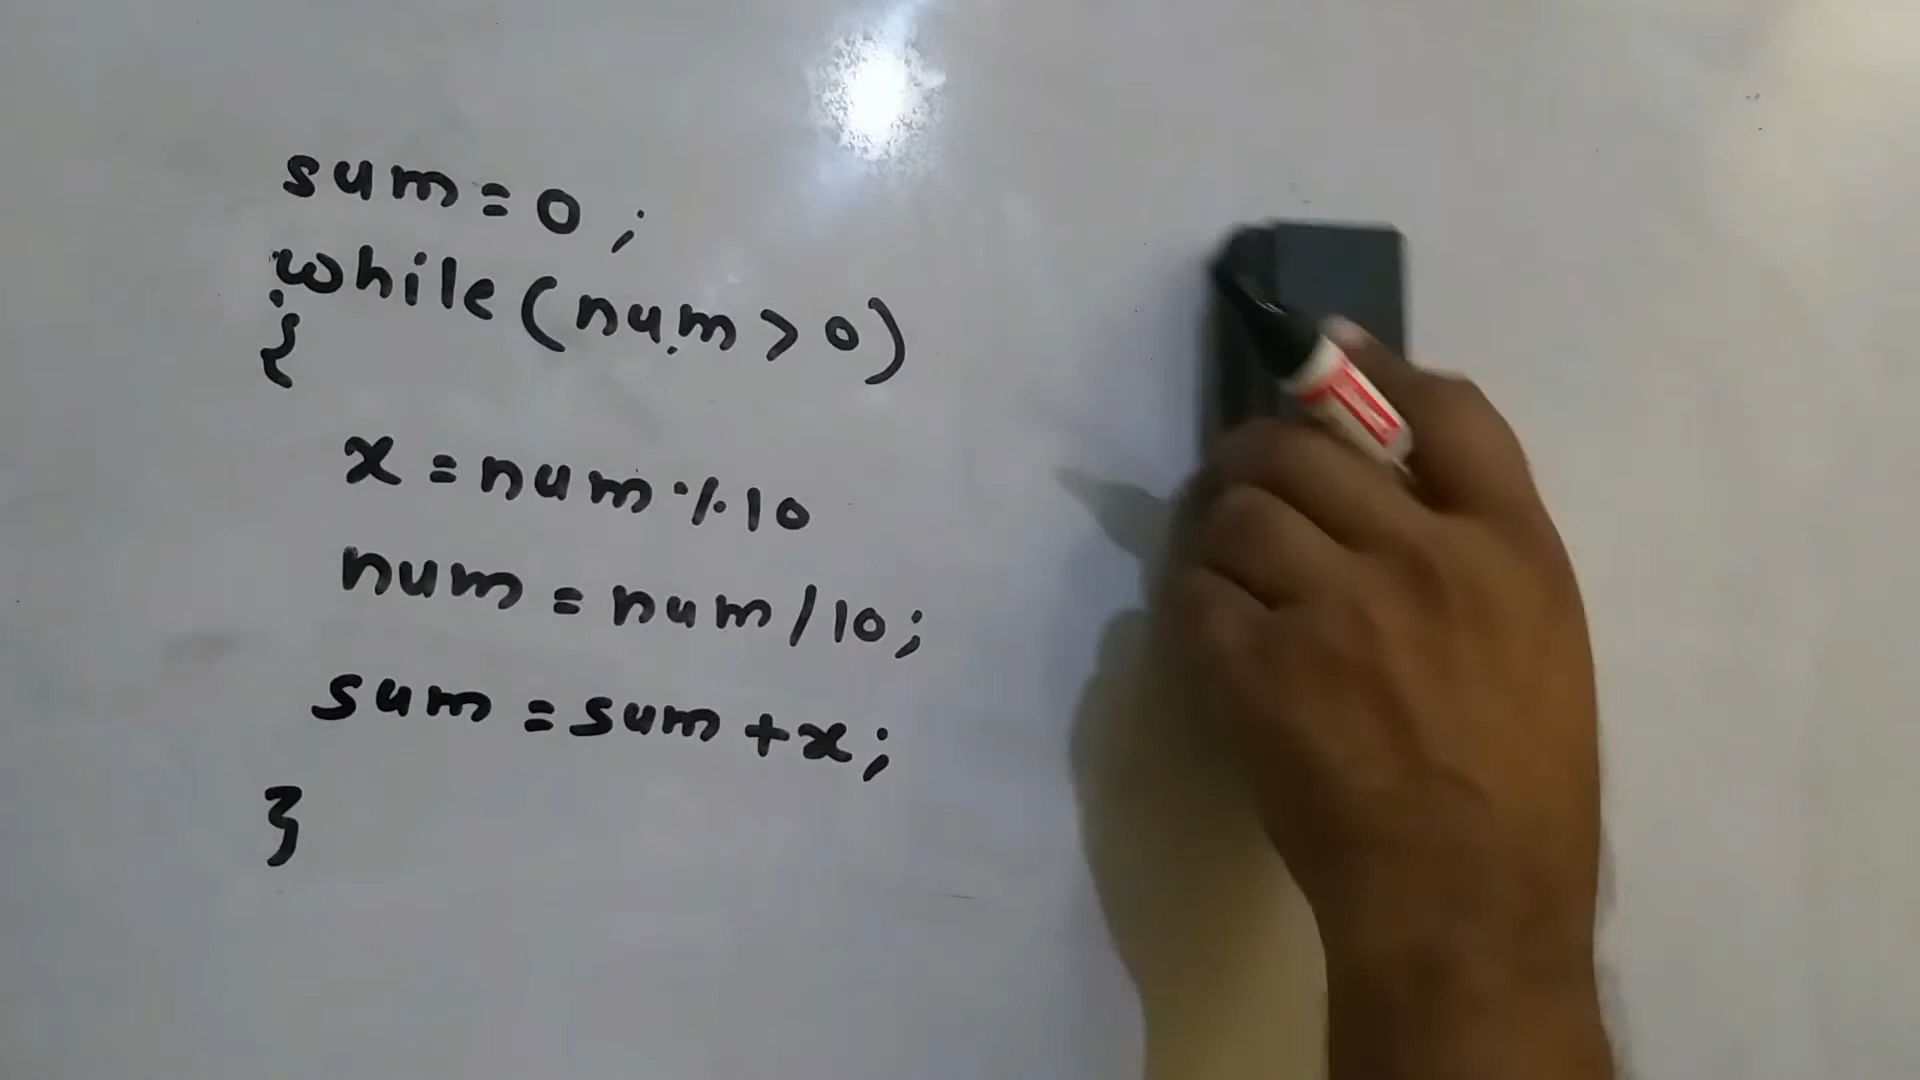 sum=0;
while(num>0)
{
x=num%10
num=num/10;
sum=sum+x;
}